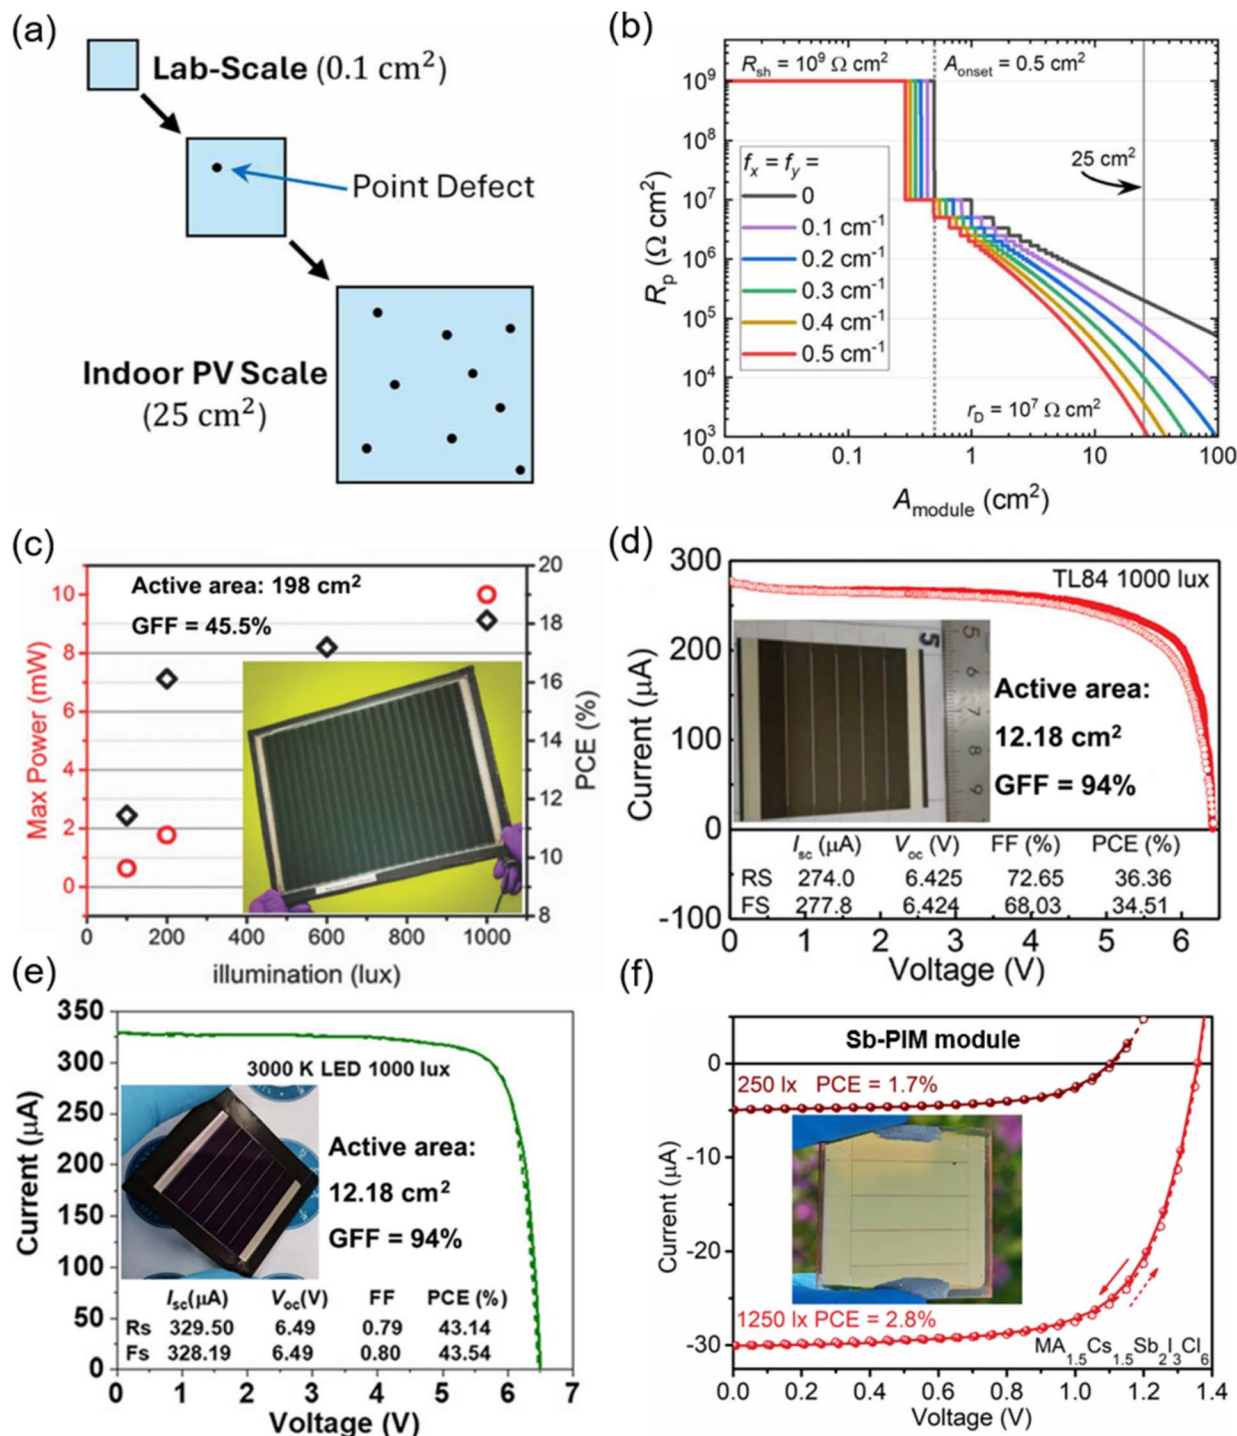 (a)
Lab-Scale (0.1 cm²)
Point Defect
Indoor PV Scale
(25 cm²)
(b)
R_sh = 10⁹ Ω cm²
A_onset = 0.5 cm²
f_x = f_y =
0
0.1 cm⁻¹
0.2 cm⁻¹
0.3 cm⁻¹
0.4 cm⁻¹
0.5 cm⁻¹
25 cm²
r_D = 10⁷ Ω cm²
R_p (Ω cm²)
10⁹
10⁸
10⁷
10⁶
10⁵
10⁴
10³
0.01 0.1 1 10 100
A_module (cm²)
(c)
Active area: 198 cm²
GFF = 45.5%
Max Power (mW)
10
8
6
4
2
0
PCE (%)
20
18
16
14
12
10
8
0 200 400 600 800 1000
illumination (lux)
(d)
TL84 1000 lux
Active area:
12.18 cm²
GFF = 94%
5 5
6
7
8
9
I_sc (μA) V_oc (V) FF (%) PCE (%)
RS 274.0 6.425 72.65 36.36
FS 277.8 6.424 68.03 34.51
Current (μA)
300
200
100
0
-100
0 1 2 3 4 5 6
Voltage (V)
(e)
3000 K LED 1000 lux
Active area:
12.18 cm²
GFF = 94%
I_sc(μA) V_oc(V) FF PCE (%)
Rs 329.50 6.49 0.79 43.14
Fs 328.19 6.49 0.80 43.54
Current (μA)
350
300
250
200
150
100
50
0
0 1 2 3 4 5 6 7
Voltage (V)
(f)
Sb-PIM module
250 lx PCE = 1.7%
1250 lx PCE = 2.8%
MA₁.₅Cs₁.₅Sb₂I₃Cl₆
Current (μA)
0
-10
-20
-30
0.0 0.2 0.4 0.6 0.8 1.0 1.2 1.4
Voltage (V)